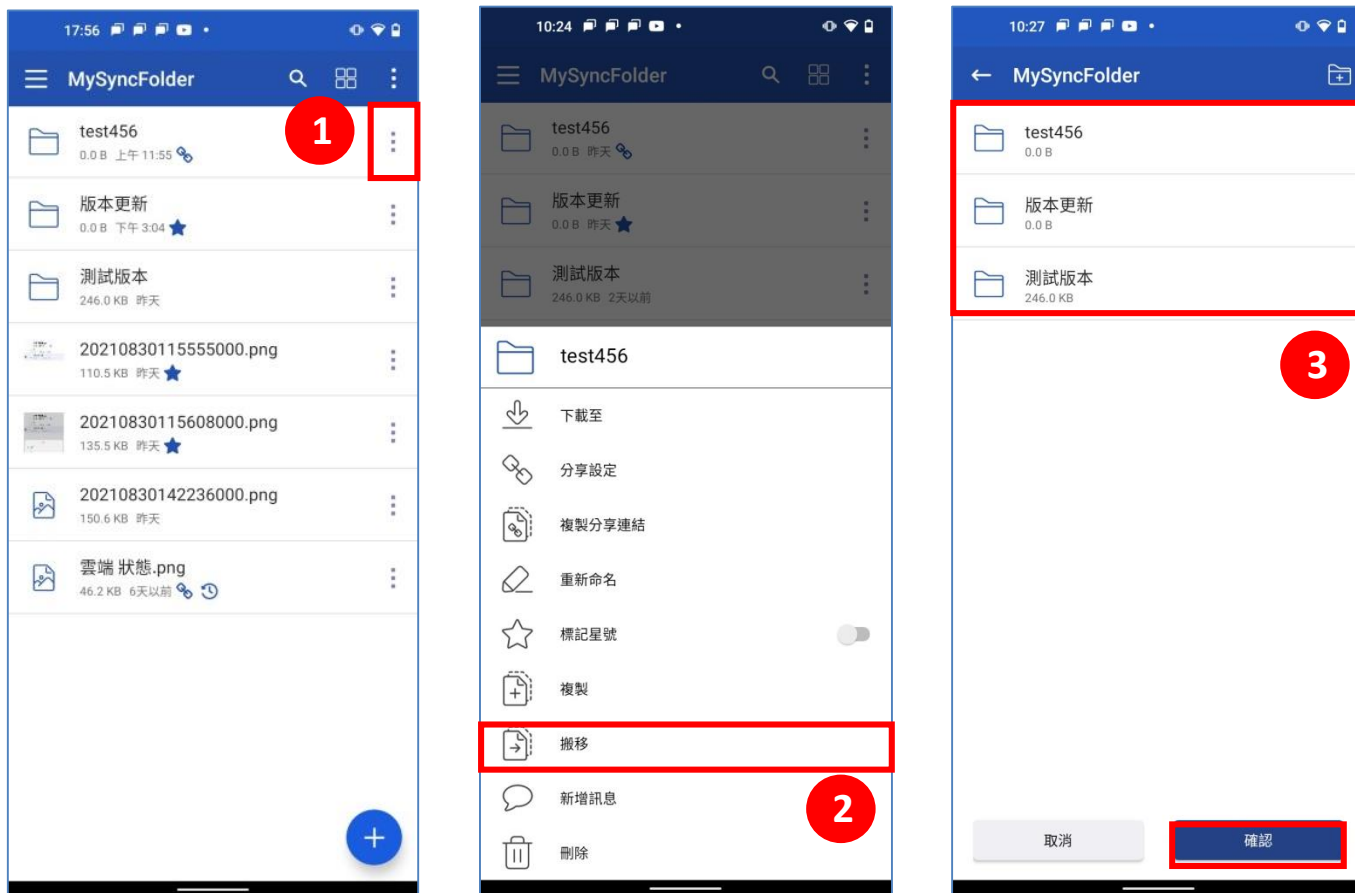 17:56
MySyncFolder
test456
0.0 B 上午 11:55
1
版本更新
0.0 B 下午 3:04
測試版本
246.0 KB 昨天
20210830115555000.png
110.5 KB 昨天
20210830115608000.png
135.5 KB 昨天
20210830142236000.png
150.6 KB 昨天
雲端 狀態.png
46.2 KB 6天以前
10:24
MySyncFolder
test456
0.0 B 昨天
版本更新
0.0 B 昨天
測試版本
246.0 KB 2天以前
test456
下載至
分享設定
複製分享連結
重新命名
標記星號
複製
搬移
新增訊息
2
刪除
10:27
MySyncFolder
test456
0.0 B
版本更新
0.0 B
測試版本
246.0 KB
3
取消
確認